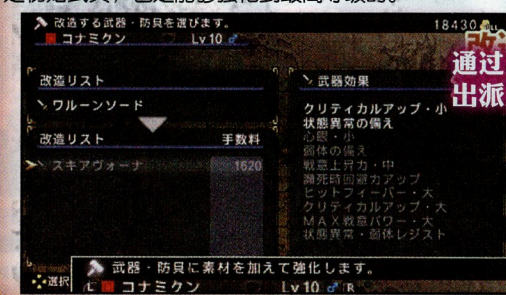 改造する武器・防具を選びます。 18430
コナミクン Lv10♂
通过
出派
改造リスト
ワルーンソード
改造リスト 手数料
スキアヴォーナ 1620
武器効果
クリティカルアップ・小
状態異常の備え
心眼・小
弱体の備え
戦意上昇力・中
瀕死時回避力アップ
ヒットフィーバー・大
クリティカルアップ・大
MAX戦意パワー・大
状態異常・弱体レジスト
武器・防具に素材を加えて強化します。
選択 L コナミクン Lv10♂ R